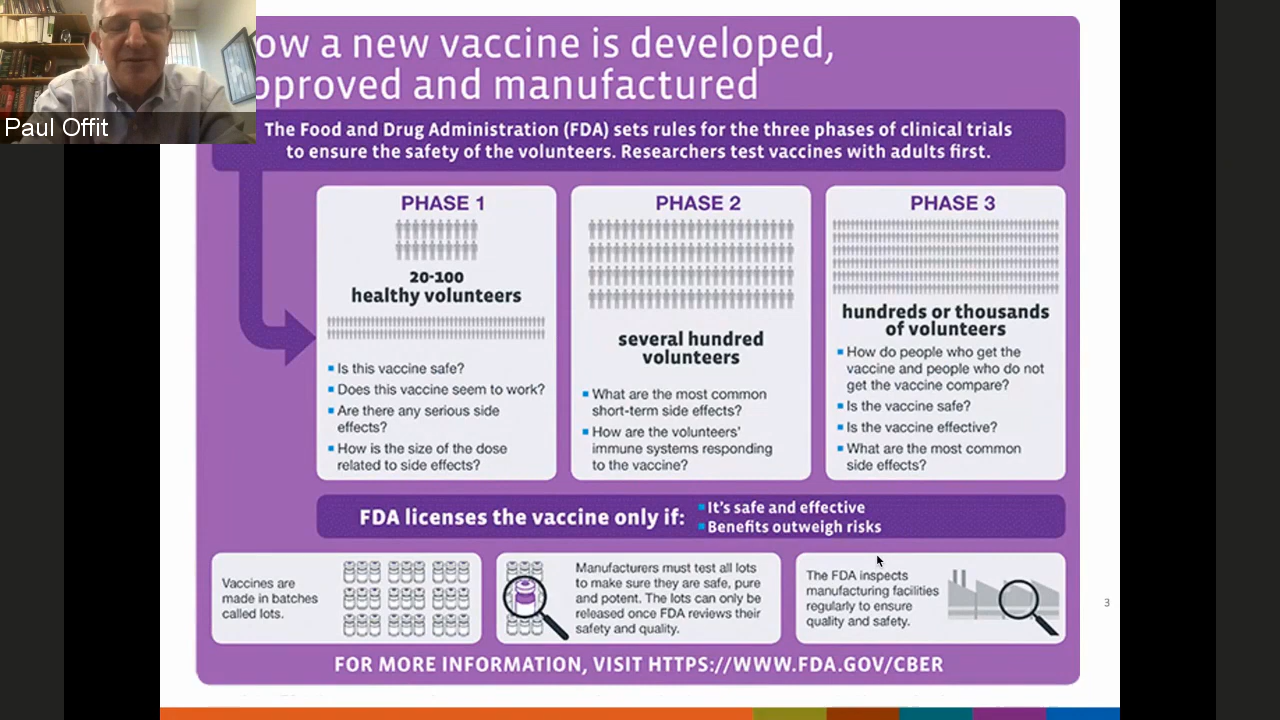 ow a new vaccine is developed,
pproved and manufactured
Paul Offit
The Food and Drug Administration (FDA) sets rules for the three phases of clinical trials
to ensure the safety of the volunteers. Researchers test vaccines with adults first.
PHASE 1
20-100
healthy volunteers
▪ Is this vaccine safe?
▪ Does this vaccine seem to work?
▪ Are there any serious side
effects?
▪ How is the size of the dose
related to side effects?
PHASE 2
several hundred
volunteers
▪ What are the most common
short-term side effects?
▪ How are the volunteers'
immune systems responding
to the vaccine?
PHASE 3
hundreds or thousands
of volunteers
▪ How do people who get the
vaccine and people who do not
get the vaccine compare?
▪ Is the vaccine safe?
▪ Is the vaccine effective?
▪ What are the most common
side effects?
FDA licenses the vaccine only if:
▪ It's safe and effective
▪ Benefits outweigh risks
Vaccines are
made in batches
called lots.
Manufacturers must test all lots
to make sure they are safe, pure
and potent. The lots can only be
released once FDA reviews their
safety and quality.
The FDA inspects
manufacturing facilities
regularly to ensure
quality and safety.
3
FOR MORE INFORMATION, VISIT HTTPS://WWW.FDA.GOV/CBER